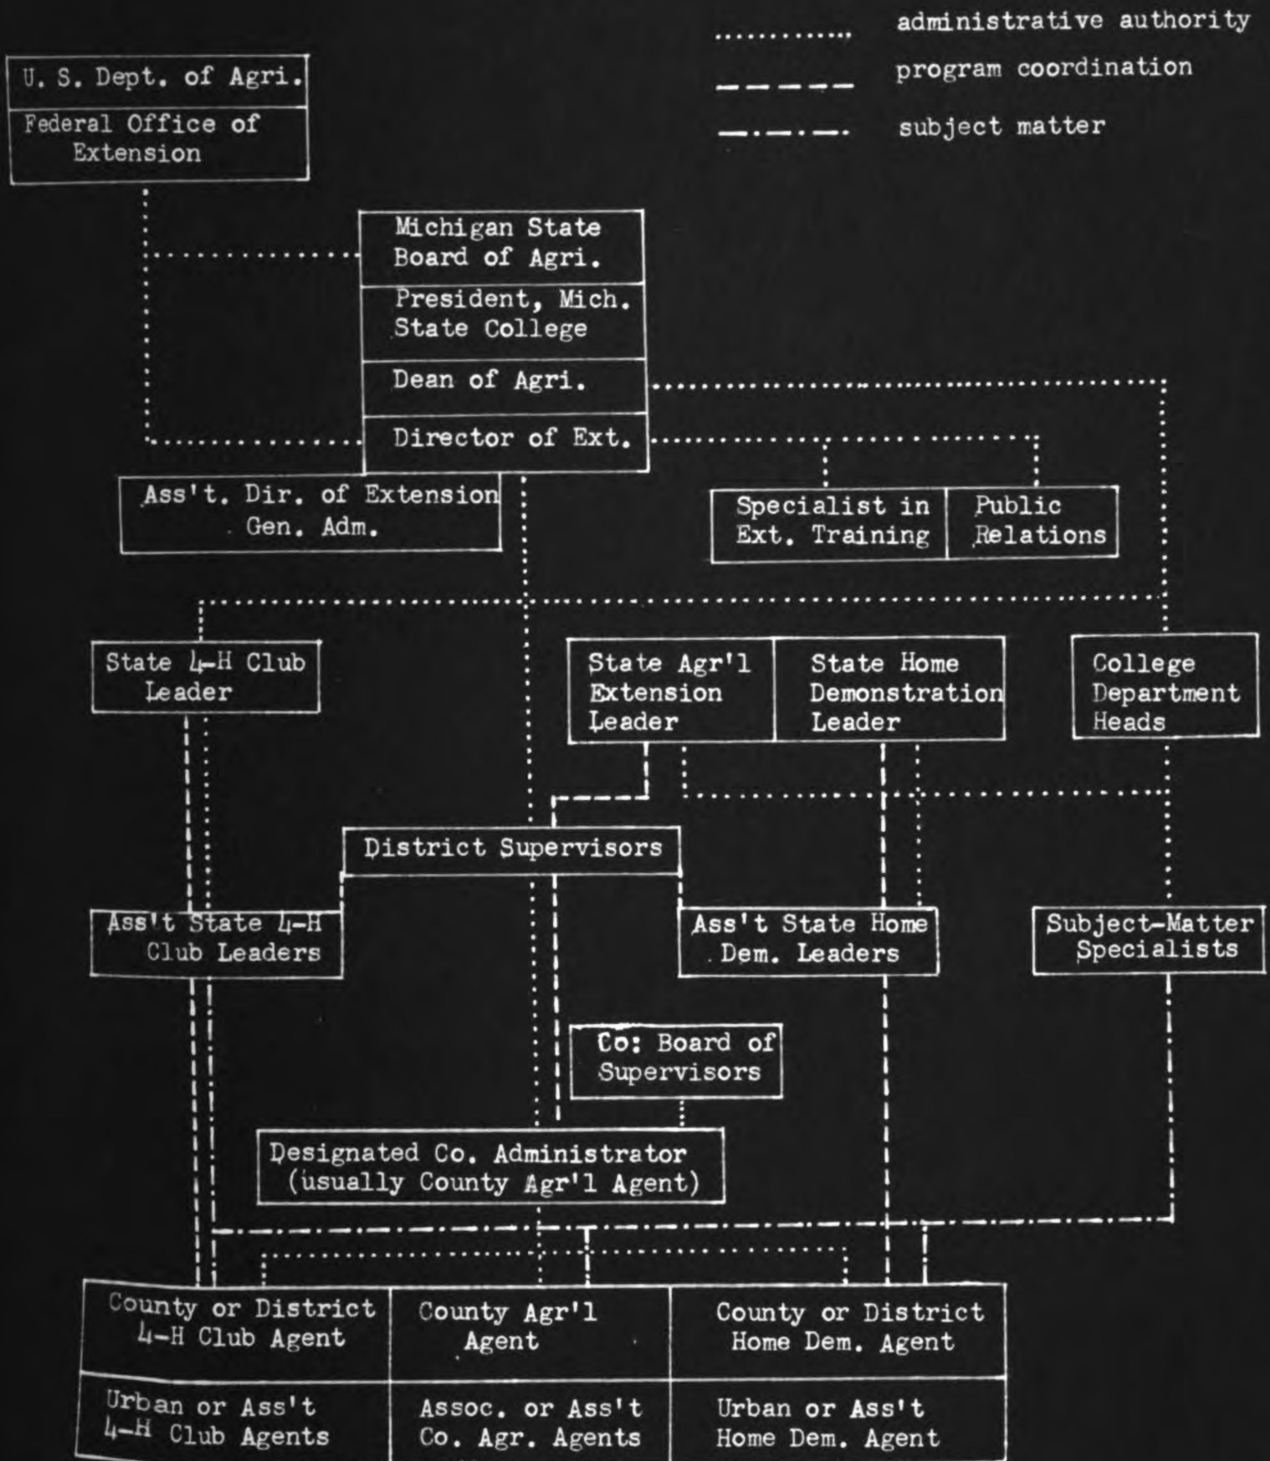 administrative authority
program coordination
subject matter
U. S. Dept. of Agri.
Federal Office of
Extension
Michigan State
Board of Agri.
President, Mich.
State College
Dean of Agri.
Director of Ext.
Ass't. Dir. of Extension
Gen. Adm.
Specialist in
Ext. Training
Public
Relations
State 4-H Club
Leader
State Agr'l
Extension
Leader
State Home
Demonstration
Leader
College
Department
Heads
District Supervisors
Ass't State 4-H
Club Leaders
Ass't State Home
Dem. Leaders
Subject-Matter
Specialists
Co: Board of
Supervisors
Designated Co. Administrator
(usually County Agr'l Agent)
County or District
4-H Club Agent
County Agr'l
Agent
County or District
Home Dem. Agent
Urban or Ass't
4-H Club Agents
Assoc. or Ass't
Co. Agr. Agents
Urban or Ass't
Home Dem. Agent